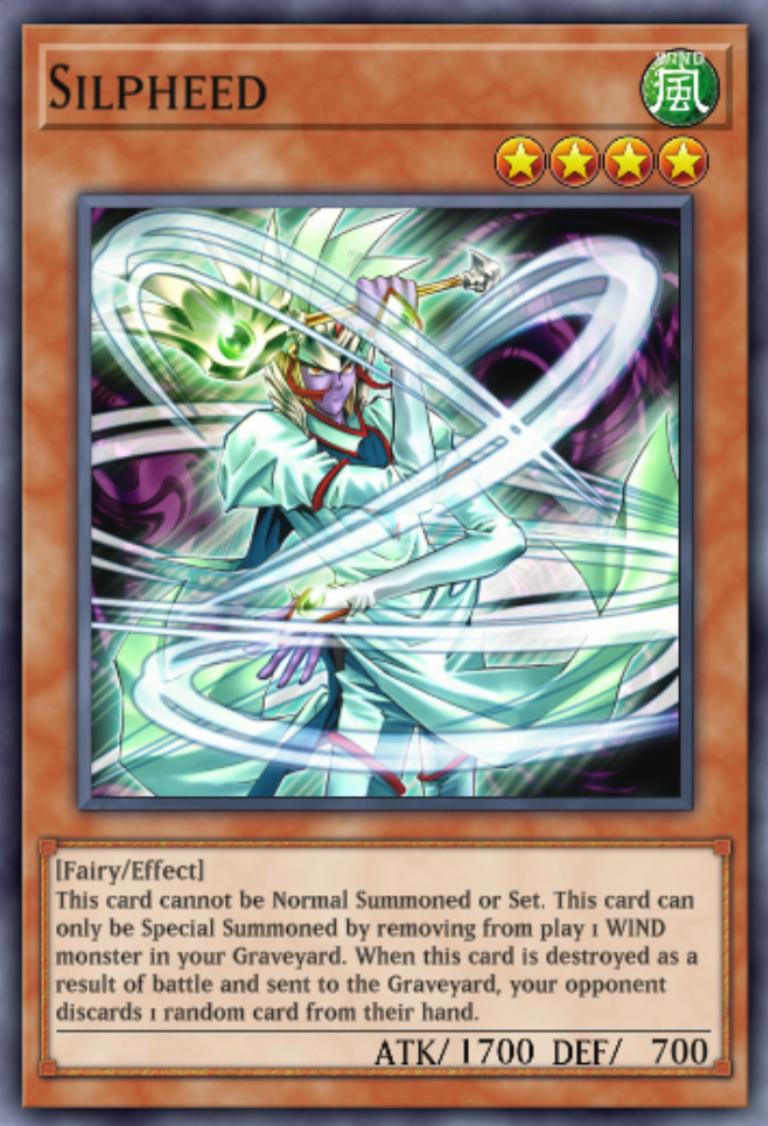 SILPHEED
WIND
風
[Fairy/Effect]
This card cannot be Normal Summoned or Set. This card can
only be Special Summoned by removing from play 1 WIND
monster in your Graveyard. When this card is destroyed as a
result of battle and sent to the Graveyard, your opponent
discards 1 random card from their hand.
ATK/ 1700 DEF/ 700